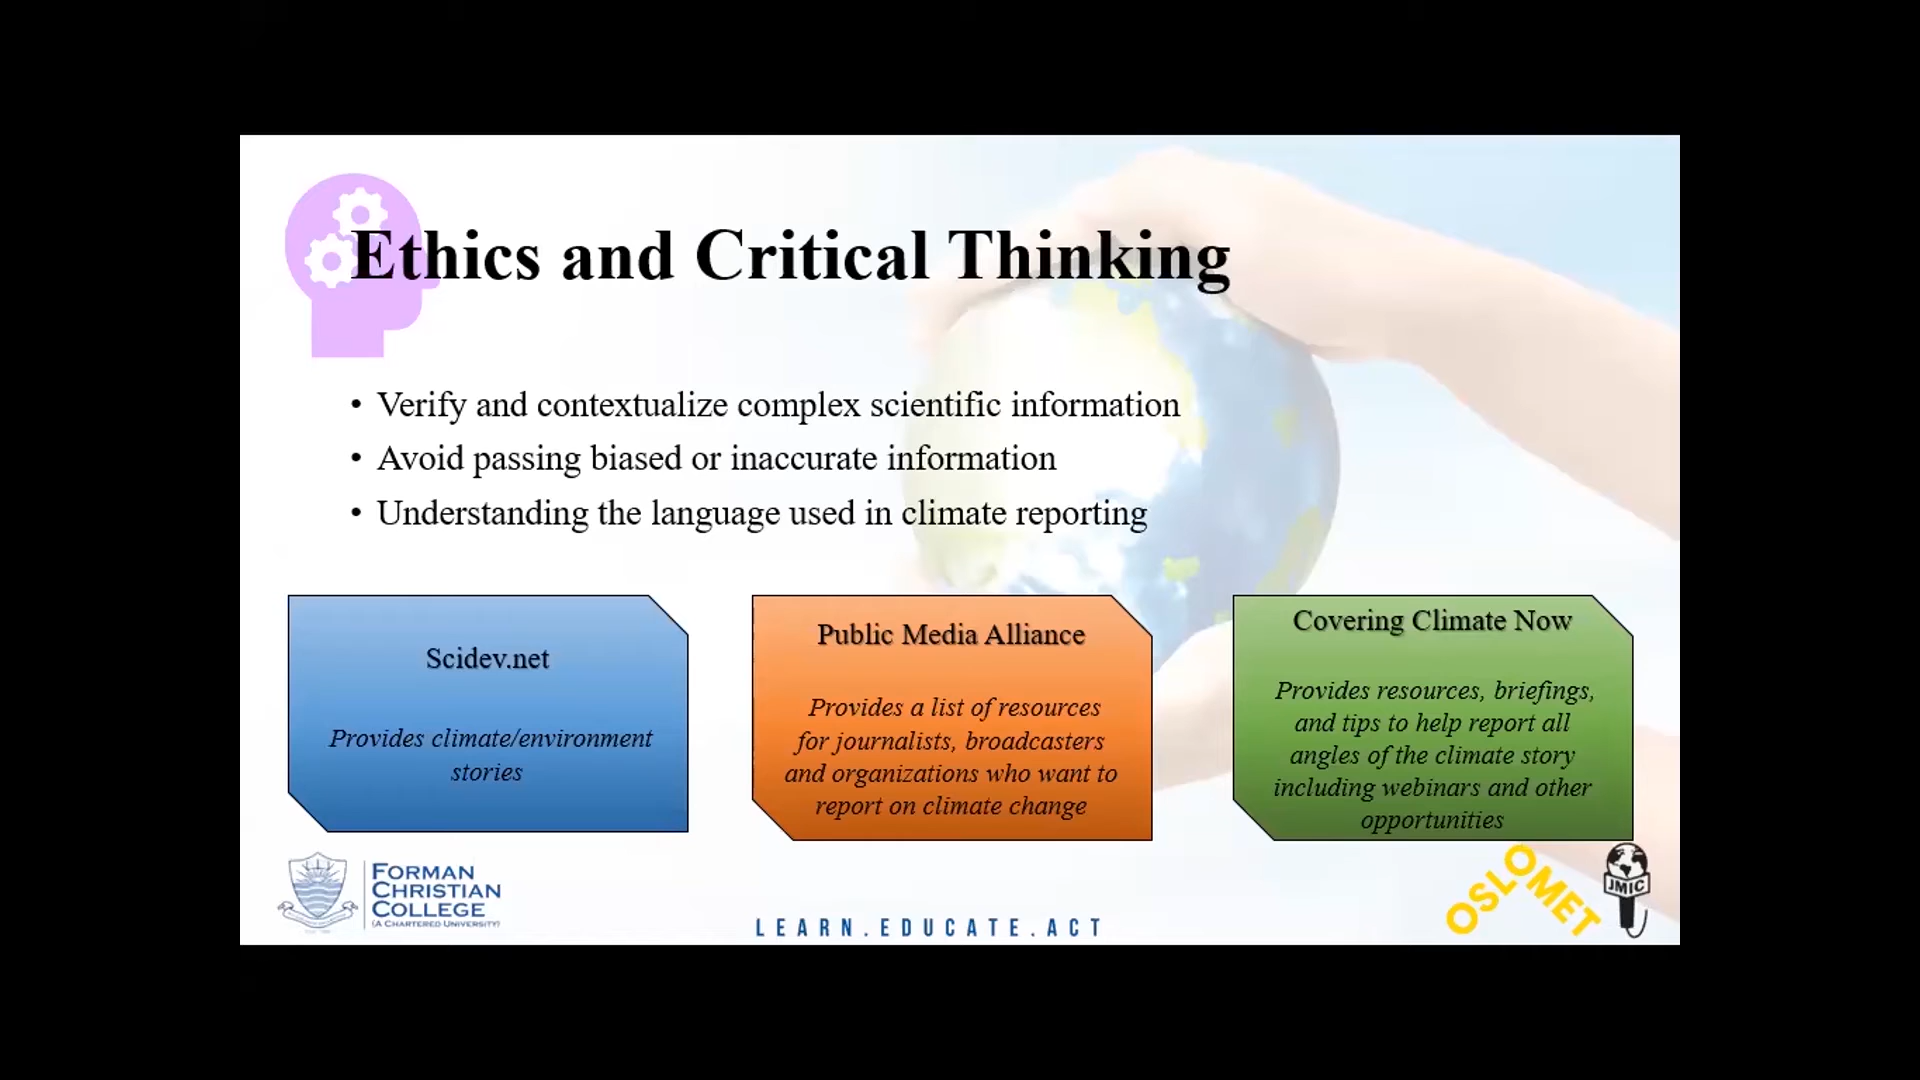 Ethics and Critical Thinking
• Verify and contextualize complex scientific information
• Avoid passing biased or inaccurate information
• Understanding the language used in climate reporting
Scidev.net
Provides climate/environment
stories
Public Media Alliance
Provides a list of resources
for journalists, broadcasters
and organizations who want to
report on climate change
Covering Climate Now
Provides resources, briefings,
and tips to help report all
angles of the climate story
including webinars and other
opportunities
FORMAN
CHRISTIAN
COLLEGE
(A CHARTERED UNIVERSITY)
LEARN.EDUCATE.ACT
OSLOMET
JMIC